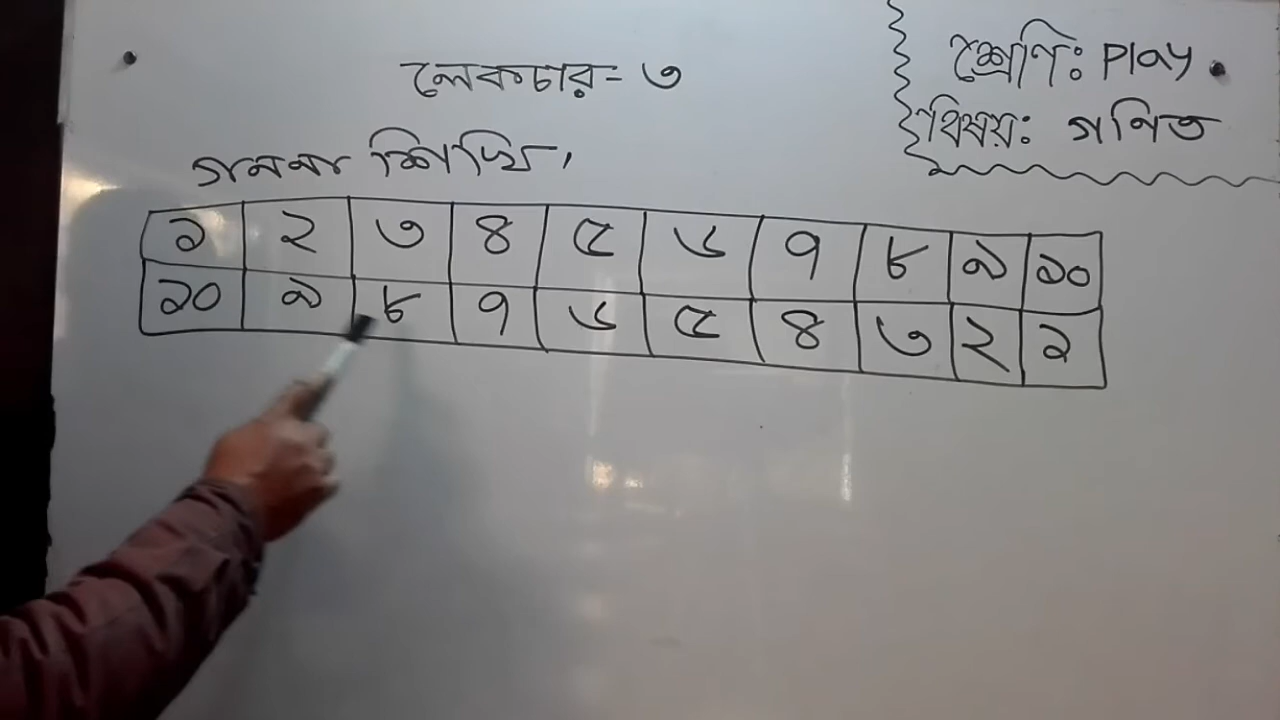 লেকচার- ৩
শ্রেণি: Play.
বিষয়: গণিত
গননা শিখি,
১ ২ ৩ ৪ ৫ ৬ ৭ ৮ ৯ ১০
১০ ৯ ৮ ৭ ৬ ৫ ৪ ৩ ২ ১